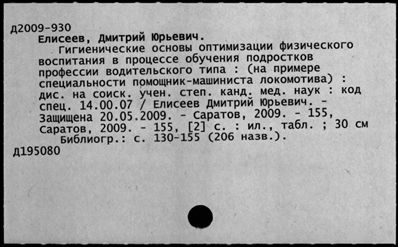 Д2009-930
Елисеев, Дмитрий Юрьевич.
Гигиенические основы оптимизации физического
воспитания в процессе обучения подростков
профессии водительского типа : (на примере
специальности помощник-машиниста локомотива) :
дис. на соиск. учен. степ. канд. мед. наук : код
спец. 14.00.07 / Елисеев Дмитрий Юрьевич. -
Защищена 20.05.2009. - Саратов, 2009. - 155,
Саратов, 2009. - 155, [2] с. : ил., табл. ; 30 см
Библиогр.: с. 130-155 (206 назв.).
Д195080